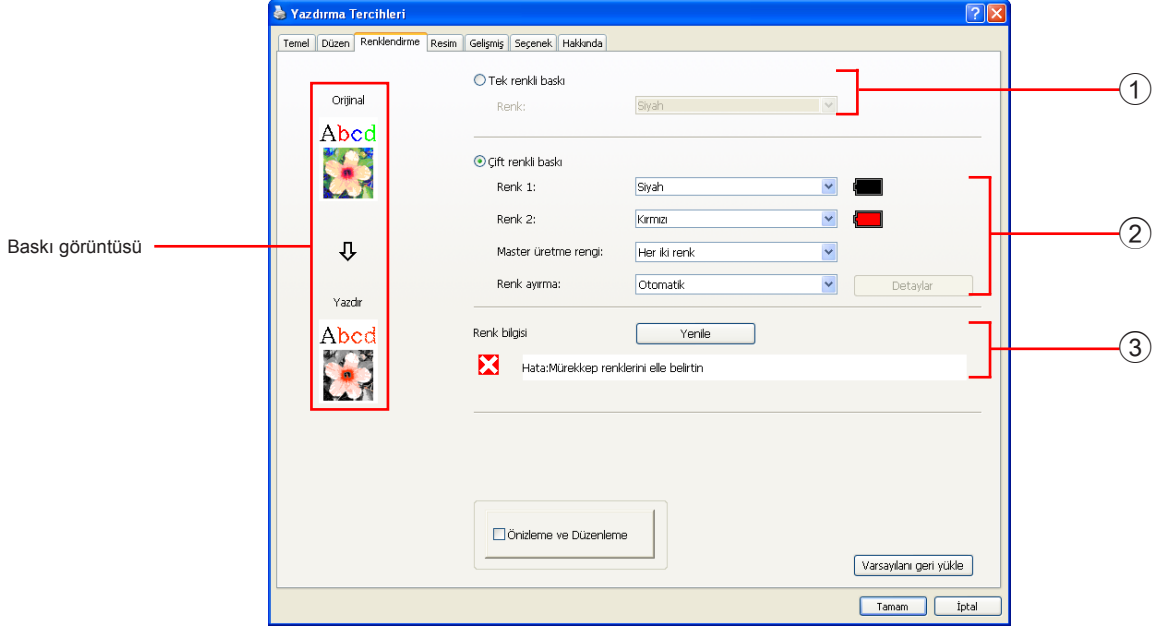 Yazdırma Tercihleri
Temel Düzen Renklendirme Resim Gelişmiş Seçenek Hakkında
Baskı görüntüsü
Orijinal
Abcd
Yazdır
Abcd
Tek renkli baskı
Renk: Siyah
1
Çift renkli baskı
Renk 1: Siyah
Renk 2: Kırmızı
Master üretme rengi: Her iki renk
Renk ayırma: Otomatik Detaylar
2
Renk bilgisi Yenile
Hata:Mürekkep renklerini elle belirtin
3
Önizleme ve Düzenleme
Varsayılanı geri yükle
Tamam İptal